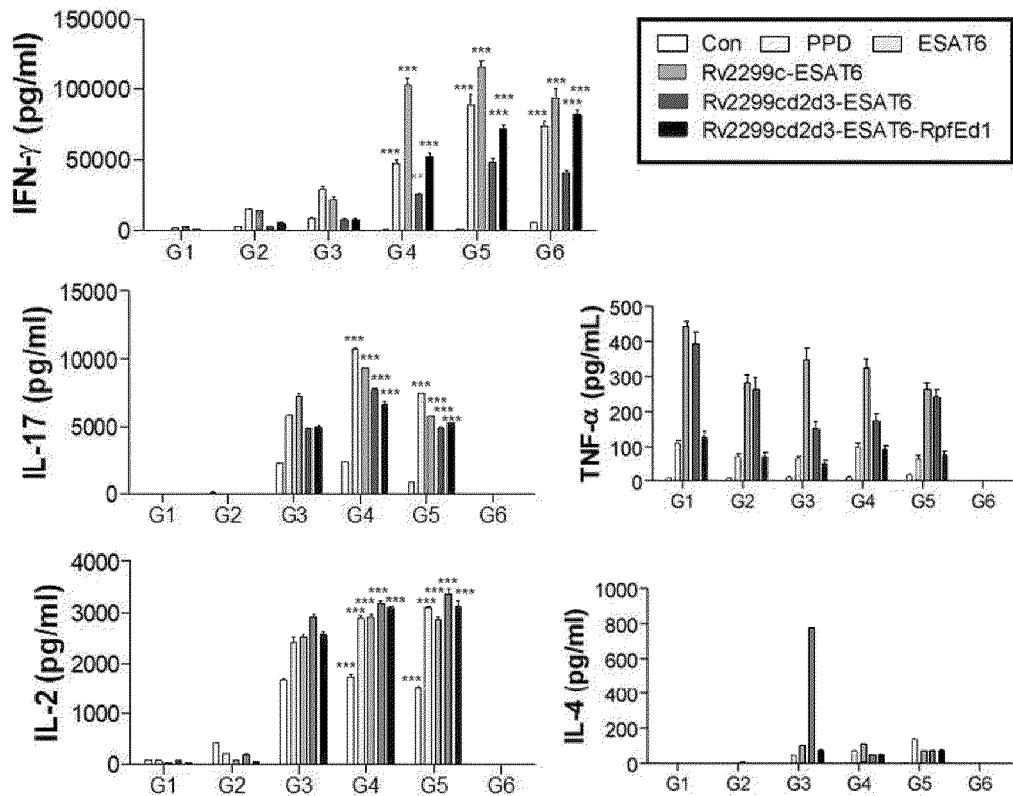 IFN-γ (pg/ml)
150000
100000
50000
0
*** *** *** *** *** *** *** ***
*** *** *** *** ***
**
G1 G2 G3 G4 G5 G6
Con PPD ESAT6
Rv2299c-ESAT6
Rv2299cd2d3-ESAT6
Rv2299cd2d3-ESAT6-RpfEd1
IL-17 (pg/ml)
15000
10000
5000
0
*** *** *** ***
*** *** *** ***
G1 G2 G3 G4 G5 G6
TNF-α (pg/mL)
500
400
300
200
100
0
G1 G2 G3 G4 G5 G6
IL-2 (pg/ml)
4000
3000
2000
1000
0
*** *** *** *** ***
*** *** *** *** ***
G1 G2 G3 G4 G5 G6
IL-4 (pg/ml)
1000
800
600
400
200
0
G1 G2 G3 G4 G5 G6